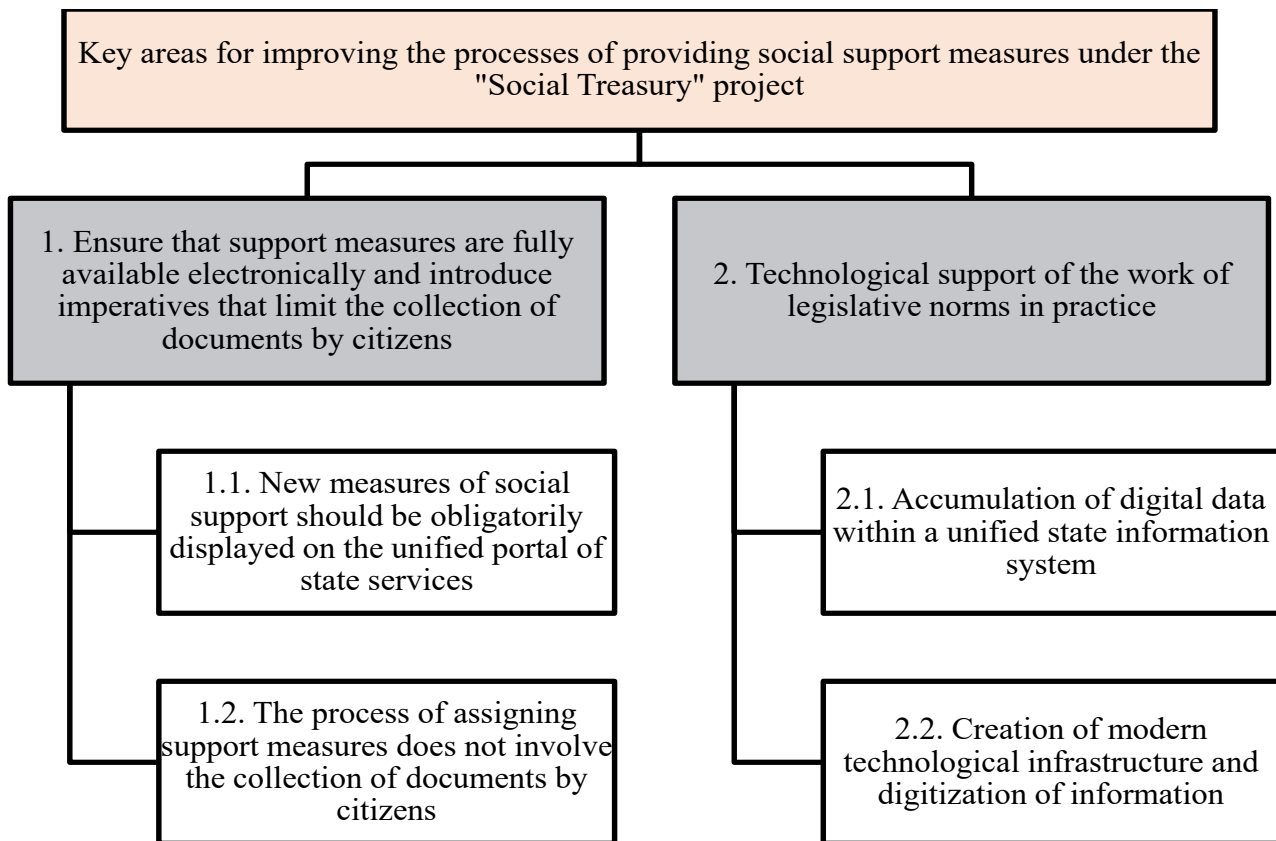 Key areas for improving the processes of providing social support measures under the
"Social Treasury" project
1. Ensure that support measures are fully
available electronically and introduce
imperatives that limit the collection of
documents by citizens
2. Technological support of the work of
legislative norms in practice
1.1. New measures of social
support should be obligatorily
displayed on the unified portal of
state services
2.1. Accumulation of digital data
within a unified state information
system
1.2. The process of assigning
support measures does not involve
the collection of documents by
citizens
2.2. Creation of modern
technological infrastructure and
digitization of information